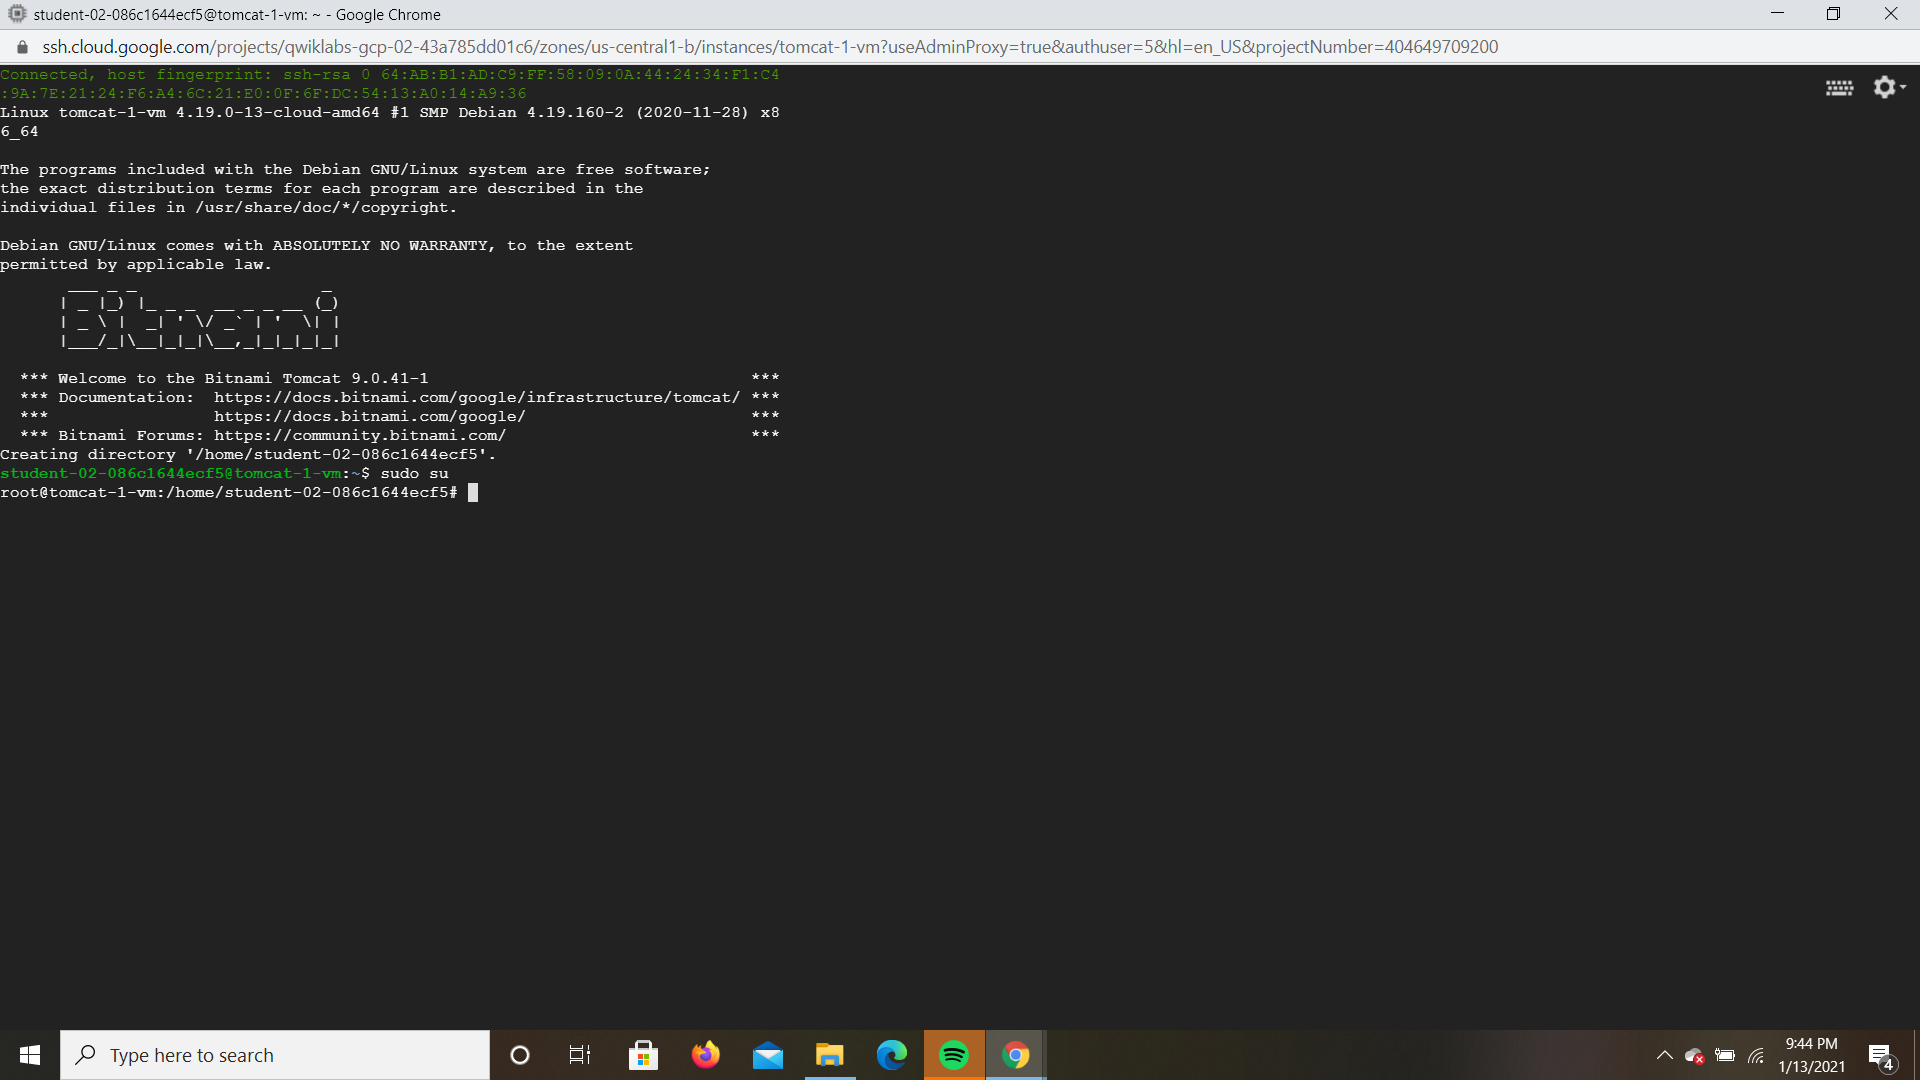 student-02-086c1644ecf5@tomcat-1-vm: ~ - Google Chrome
ssh.cloud.google.com/projects/qwiklabs-gcp-02-43a785dd01c6/zones/us-central1-b/instances/tomcat-1-vm?useAdminProxy=true&authuser=5&hl=en_US&projectNumber=404649709200
Connected, host fingerprint: ssh-rsa 0 64:AB:B1:AD:C9:FF:58:09:0A:44:24:34:F1:C4
:9A:7E:21:24:F6:A4:6C:21:E0:0F:6F:DC:54:13:A0:14:A9:36
Linux tomcat-1-vm 4.19.0-13-cloud-amd64 #1 SMP Debian 4.19.160-2 (2020-11-28) x8
6_64
The programs included with the Debian GNU/Linux system are free software;
the exact distribution terms for each program are described in the
individual files in /usr/share/doc/*/copyright.
Debian GNU/Linux comes with ABSOLUTELY NO WARRANTY, to the extent
permitted by applicable law.
Bitnami
*** Welcome to the Bitnami Tomcat 9.0.41-1 ***
*** Documentation: https://docs.bitnami.com/google/infrastructure/tomcat/ ***
*** https://docs.bitnami.com/google/ ***
*** Bitnami Forums: https://community.bitnami.com/ ***
Creating directory '/home/student-02-086c1644ecf5'.
student-02-086c1644ecf5@tomcat-1-vm:~$ sudo su
root@tomcat-1-vm:/home/student-02-086c1644ecf5#
Type here to search
9:44 PM
1/13/2021
4